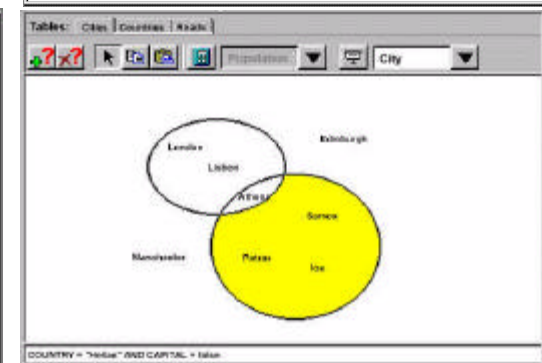 Tables: Cities Countries Roads
Population City
London Edinburgh
Lisbon
Athens
Samos
Manchester Patras Ios
COUNTRY = "Hellas" AND CAPITAL = false